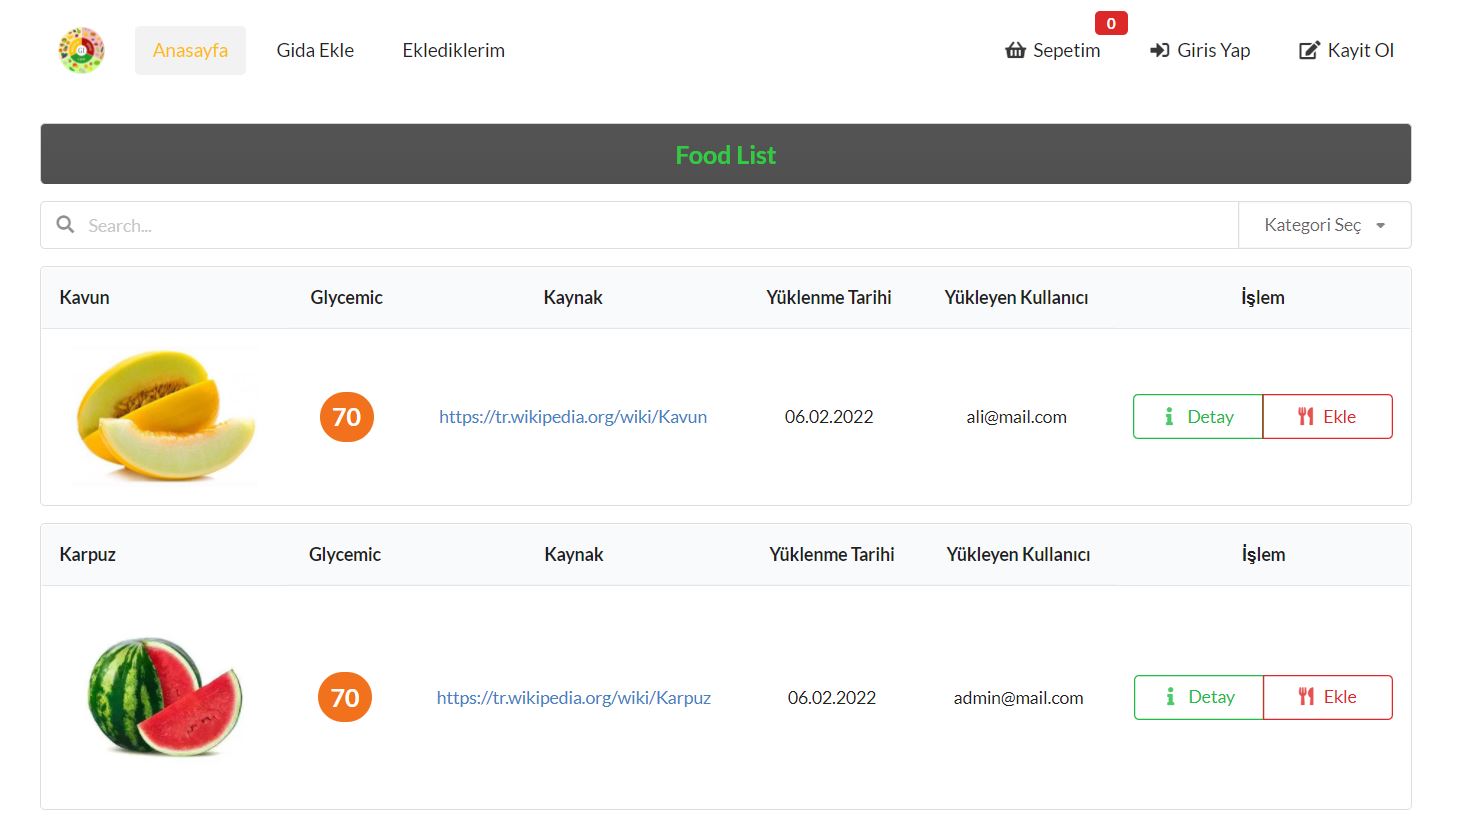 Anasayfa Gida Ekle Eklediklerim 0 Sepetim Giris Yap Kayit Ol
Food List
Search... Kategori Seç
Kavun Glycemic Kaynak Yüklenme Tarihi Yükleyen Kullanıcı İşlem
70 https://tr.wikipedia.org/wiki/Kavun 06.02.2022 ali@mail.com Detay Ekle
Karpuz Glycemic Kaynak Yüklenme Tarihi Yükleyen Kullanıcı İşlem
70 https://tr.wikipedia.org/wiki/Karpuz 06.02.2022 admin@mail.com Detay Ekle